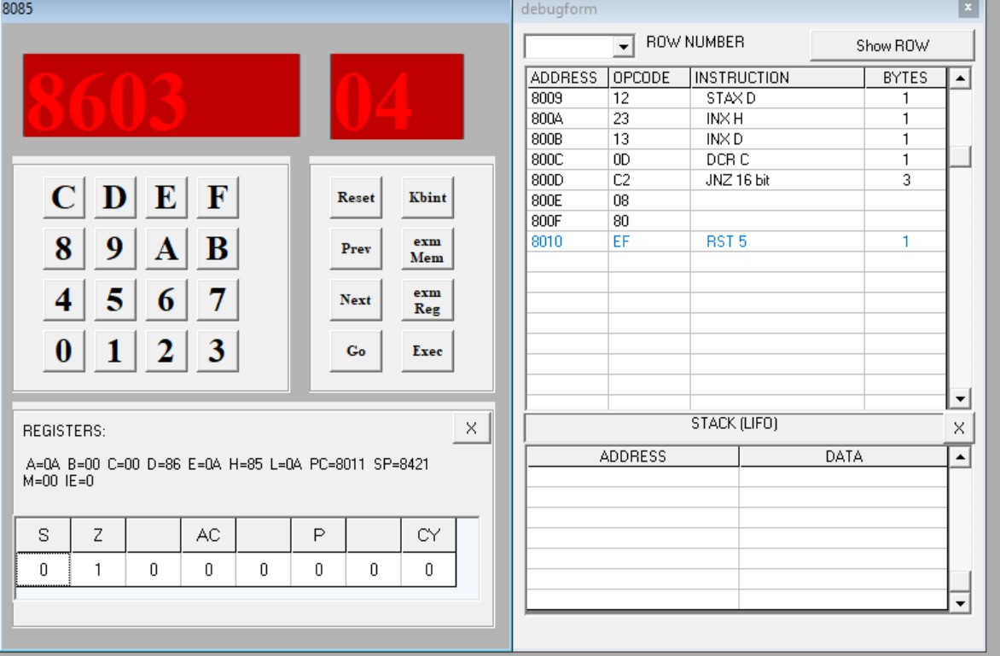 8085
8603 04
C D E F
8 9 A B
4 5 6 7
0 1 2 3
Reset Kbint
Prev exm Mem
Next exm Reg
Go Exec
REGISTERS: X
A=0A B=00 C=00 D=86 E=0A H=85 L=0A PC=8011 SP=8421
M=00 IE=0
S Z AC P CY
0 1 0 0 0 0 0 0
debugform x
ROW NUMBER Show ROW
ADDRESS OPCODE INSTRUCTION BYTES
8009 12 STAX D 1
800A 23 INX H 1
800B 13 INX D 1
800C 0D DCR C 1
800D C2 JNZ 16 bit 3
800E 08
800F 80
8010 EF RST 5 1
STACK (LIFO) X
ADDRESS DATA